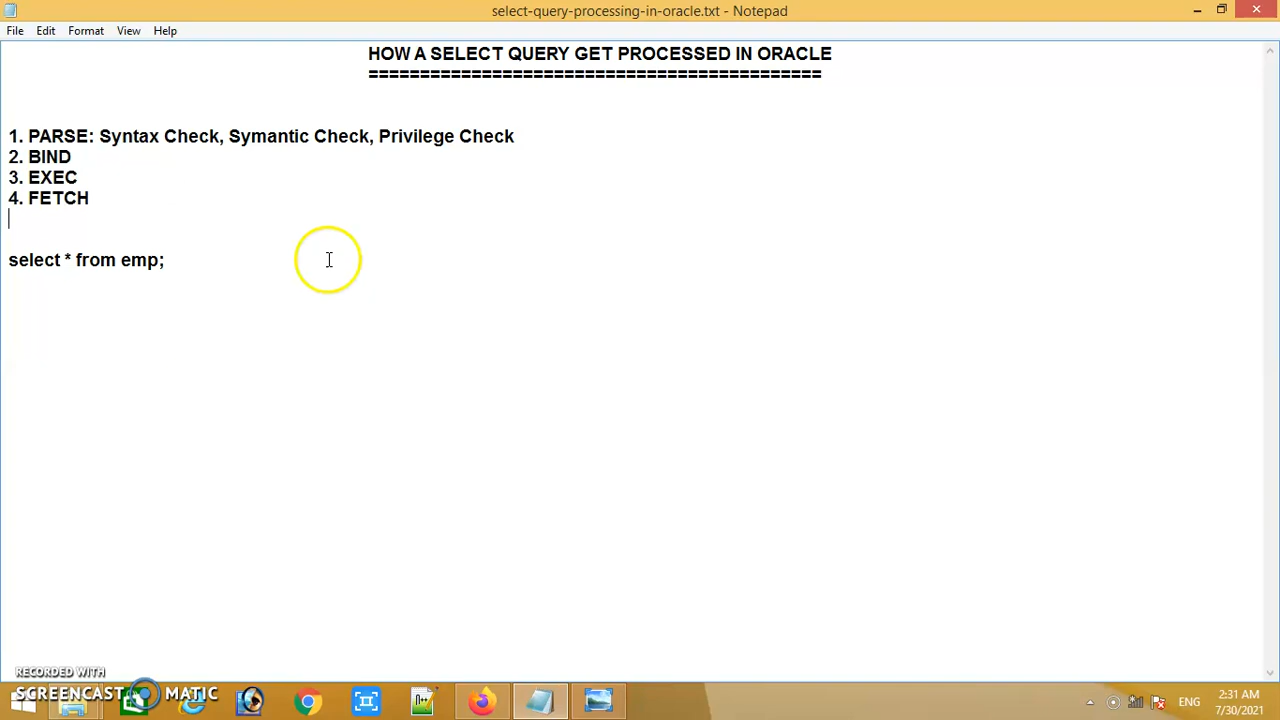 select-query-processing-in-oracle.txt - Notepad
File Edit Format View Help
HOW A SELECT QUERY GET PROCESSED IN ORACLE
============================================
1. PARSE: Syntax Check, Symantic Check, Privilege Check
2. BIND
3. EXEC
4. FETCH
select * from emp;
RECORDED WITH
SCREENCAST MATIC
ENG
2:31 AM
7/30/2021